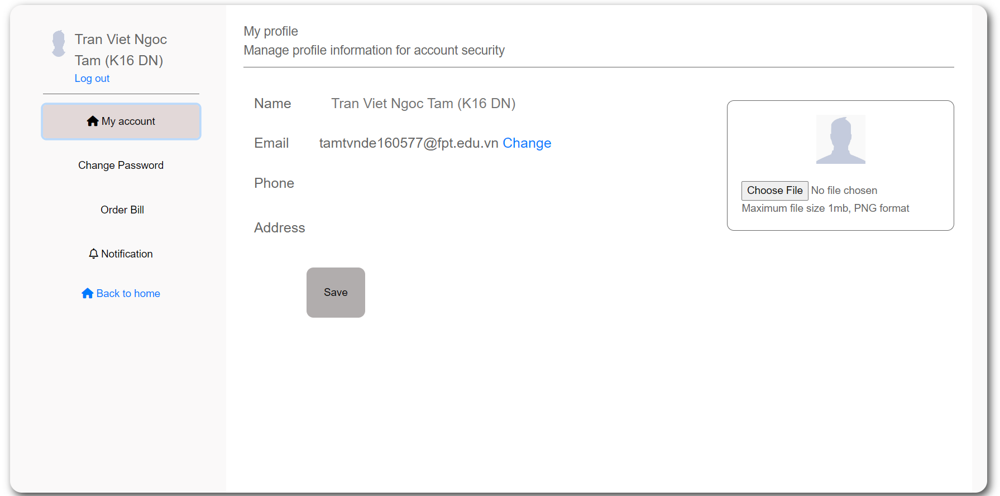 Tran Viet Ngoc
Tam (K16 DN)
Log out
My account
Change Password
Order Bill
Notification
Back to home
My profile
Manage profile information for account security
Name Tran Viet Ngoc Tam (K16 DN)
Email tamtvnde160577@fpt.edu.vn Change
Phone
Address
Save
Choose File No file chosen
Maximum file size 1mb, PNG format